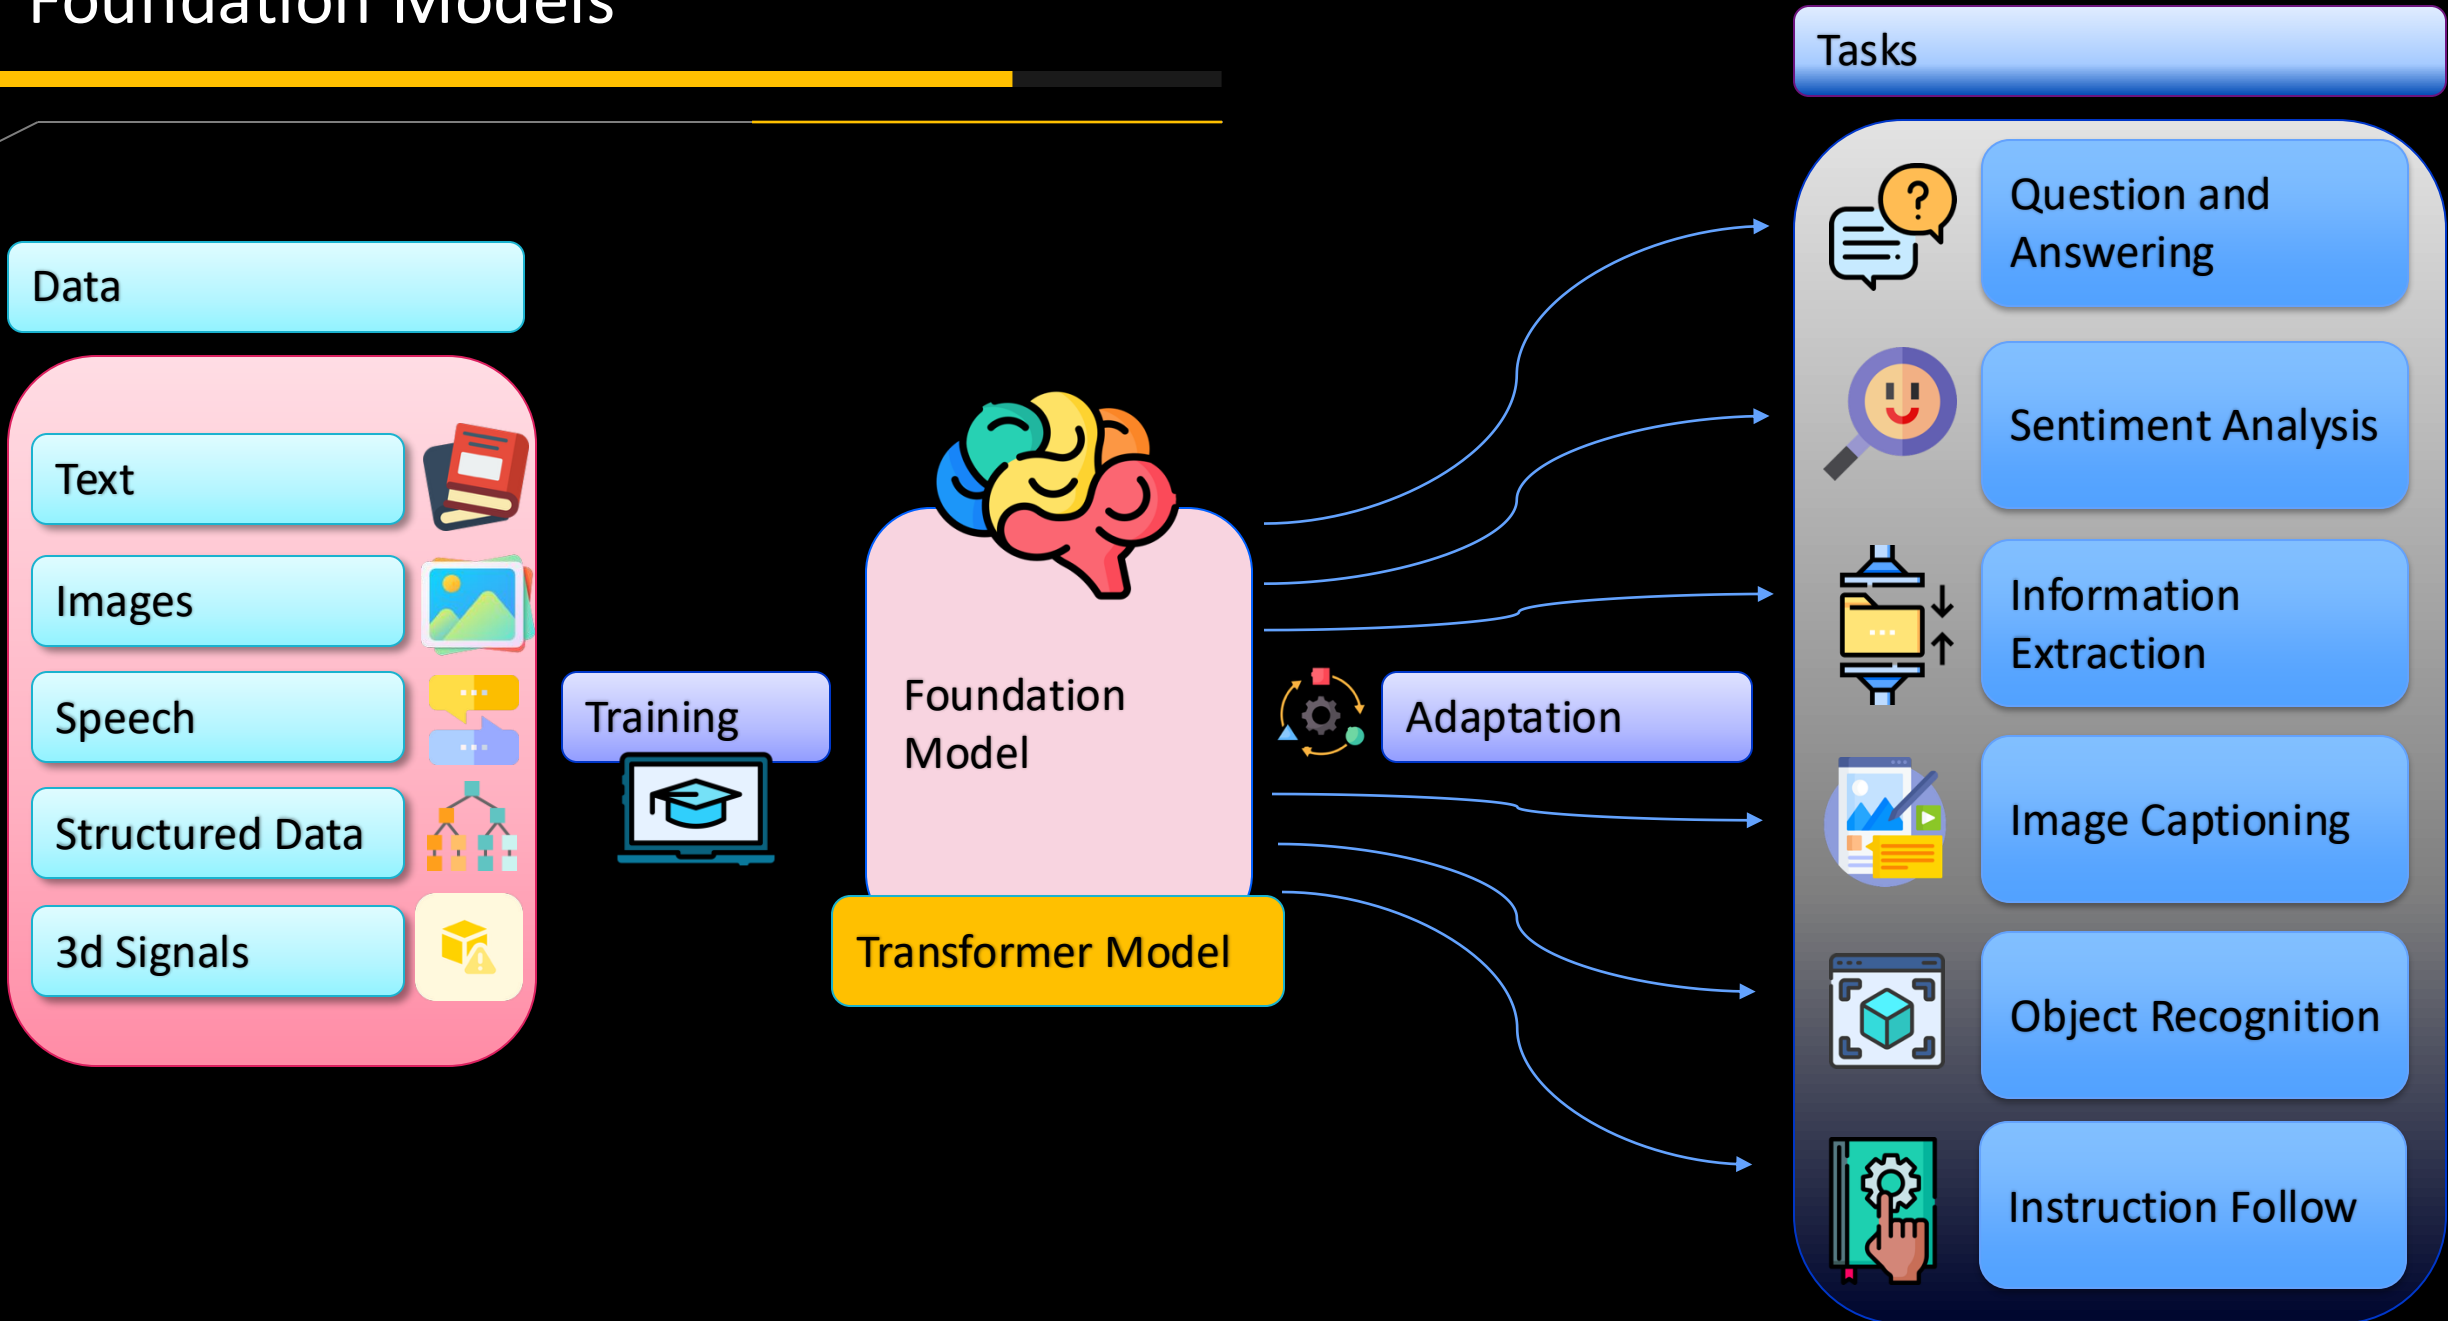 Foundation Models
Tasks
Data
Text
Images
Speech
Structured Data
3d Signals
Training
Foundation
Model
Transformer Model
Adaptation
Question and
Answering
Sentiment Analysis
Information
Extraction
Image Captioning
Object Recognition
Instruction Follow